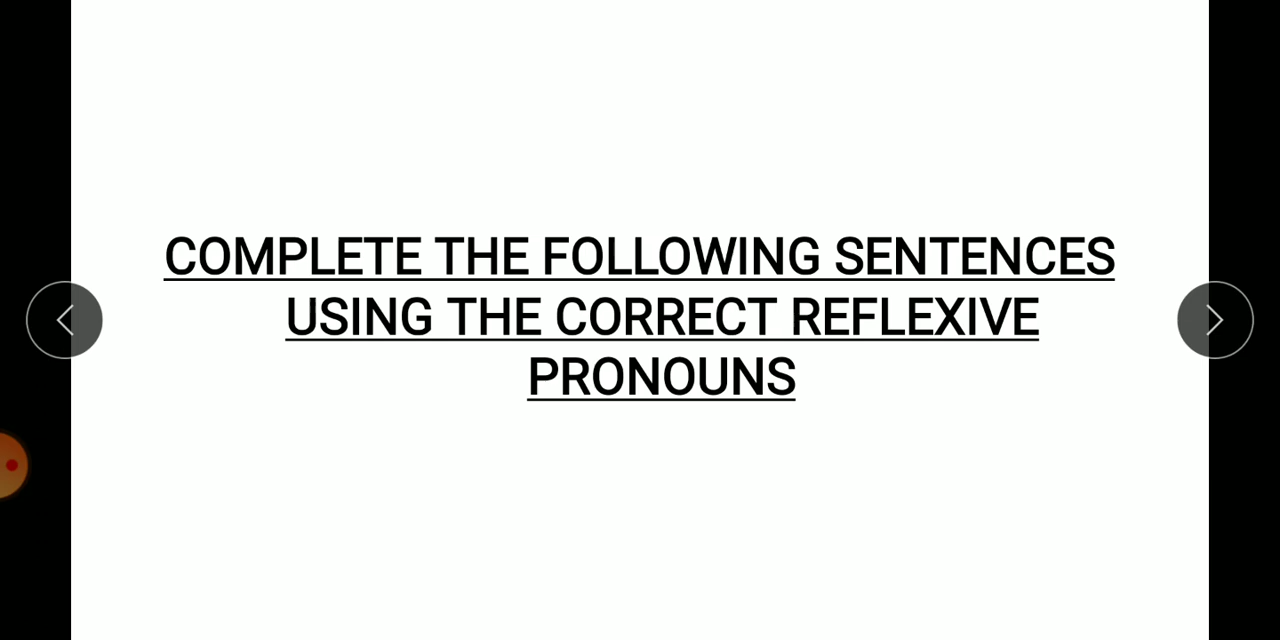 COMPLETE THE FOLLOWING SENTENCES
USING THE CORRECT REFLEXIVE
PRONOUNS